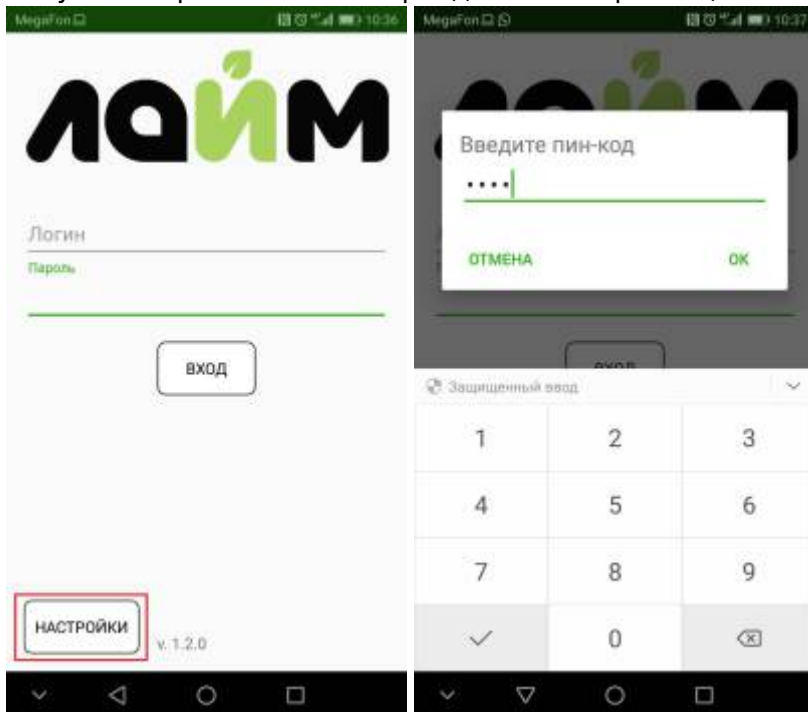 MegaFon 10:36
лайм
Логин
Пароль
ВХОД
НАСТРОЙКИ
v. 1.2.0
MegaFon 10:37
Введите пин-код
ОТМЕНА
ОК
Защищенный ввод
1 2 3
4 5 6
7 8 9
0